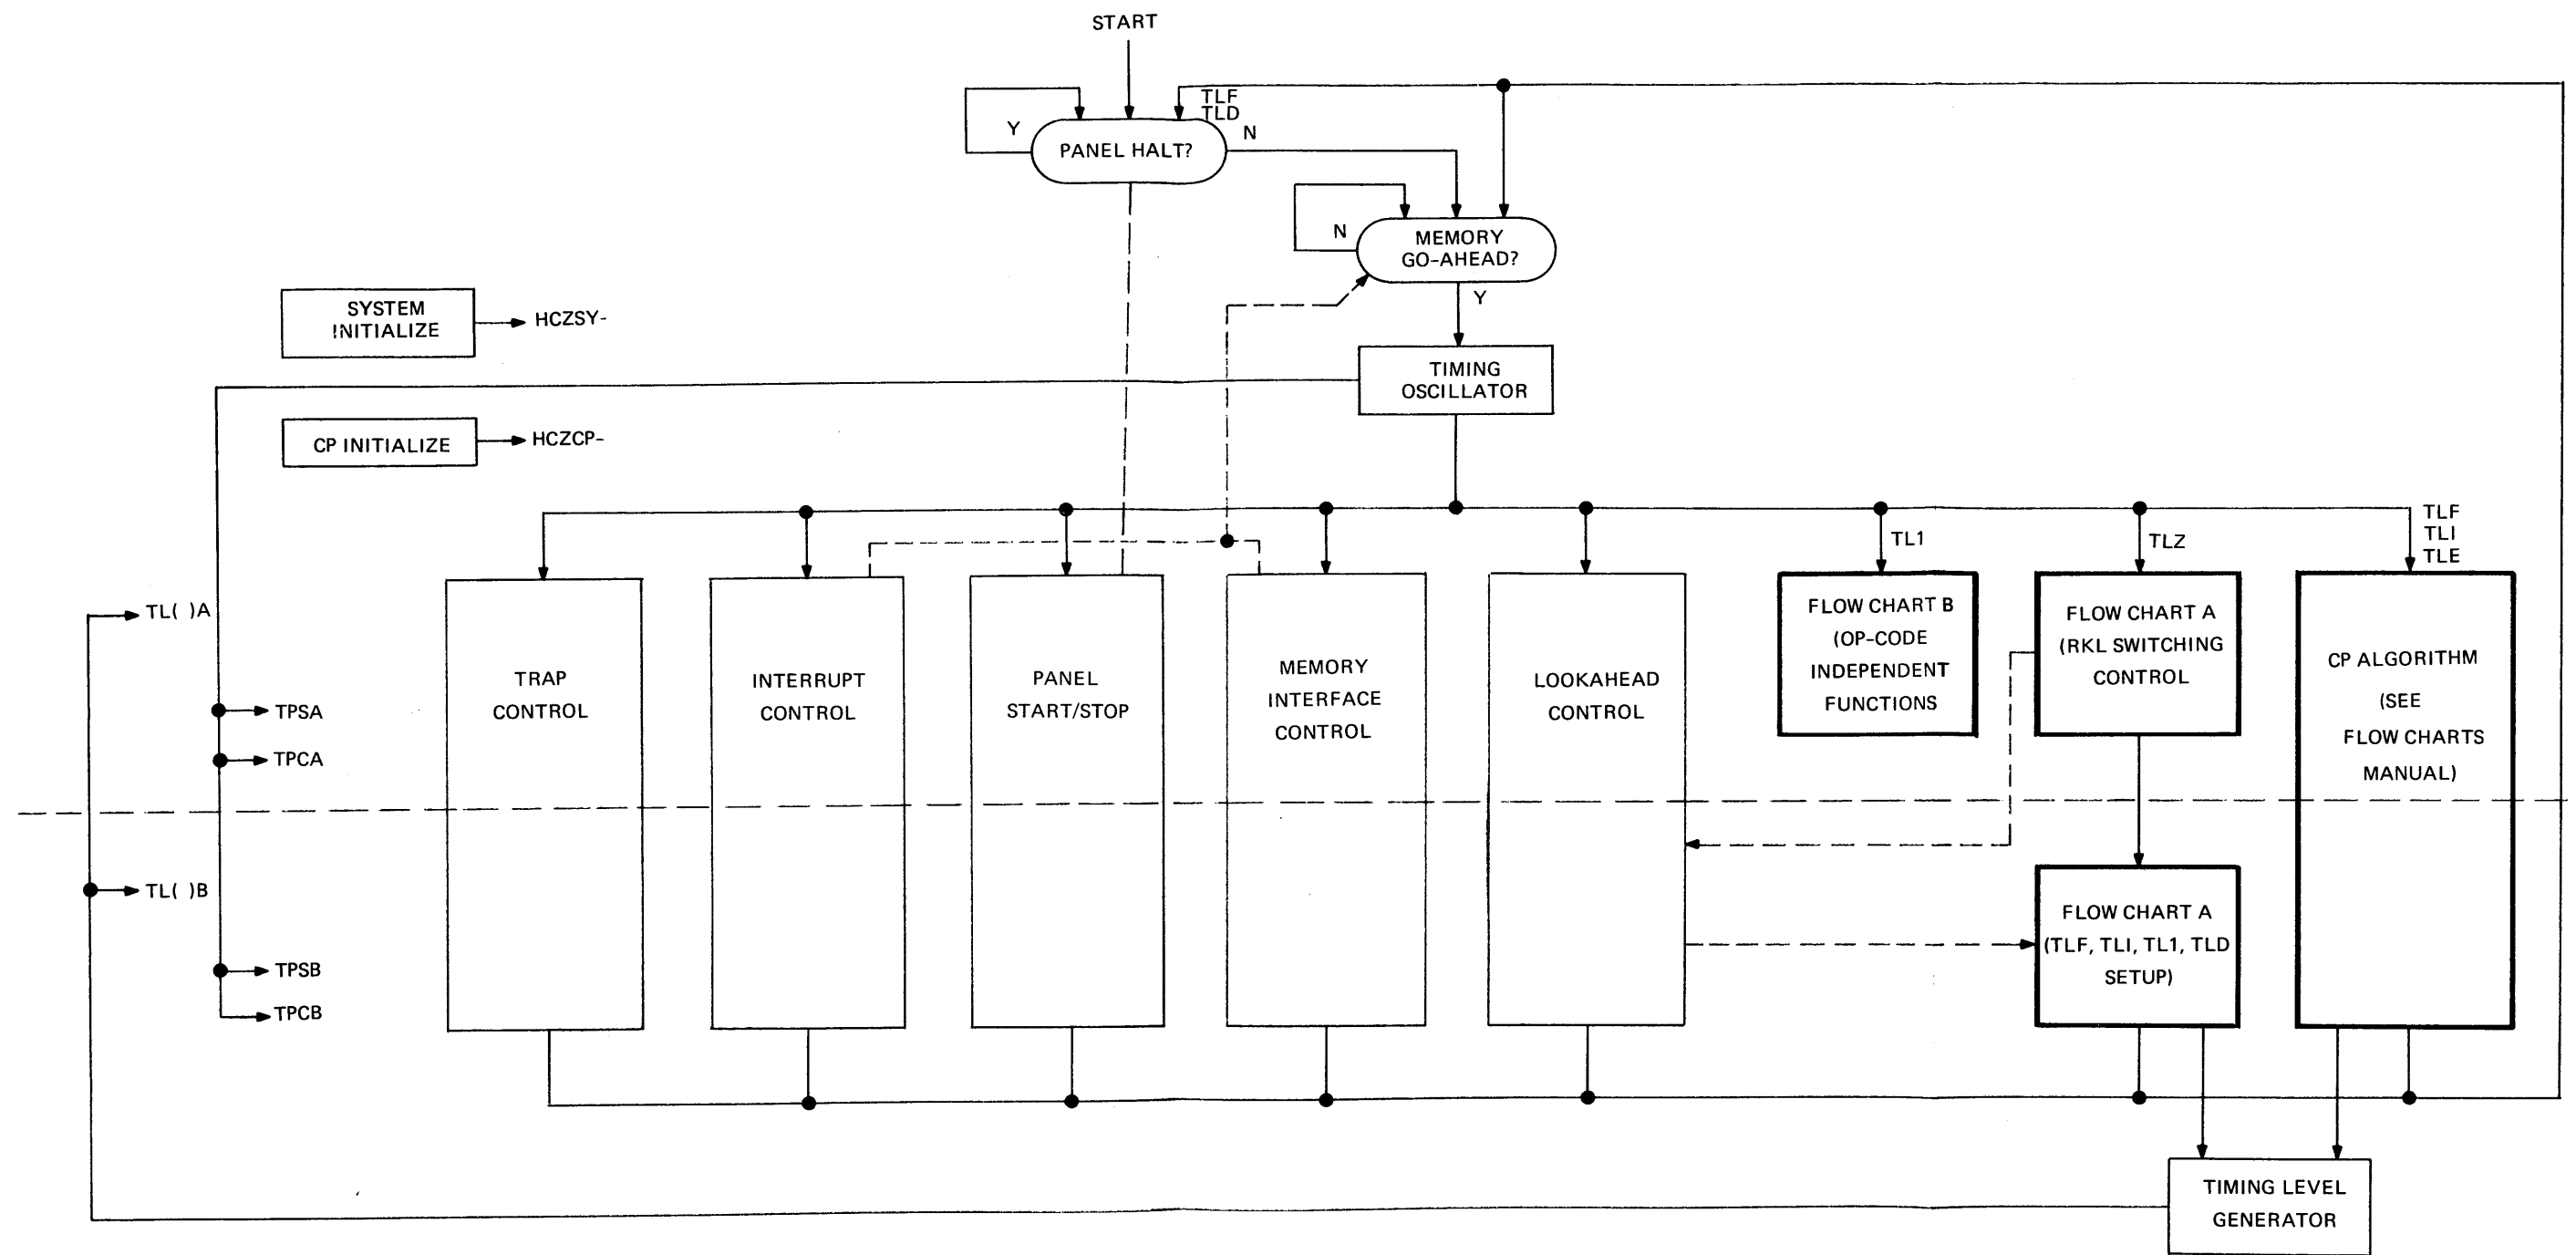 START
TLF
TLD
Y
N
PANEL HALT?
N
MEMORY
GO-AHEAD?
Y
SYSTEM
INITIALIZE
HCZSY-
TIMING
OSCILLATOR
CP INITIALIZE
HCZCP-
TL1
TLZ
TLF
TLI
TLE
TL( )A
TPSA
TPCA
TL( )B
TPSB
TPCB
TRAP
CONTROL
INTERRUPT
CONTROL
PANEL
START/STOP
MEMORY
INTERFACE
CONTROL
LOOKAHEAD
CONTROL
FLOW CHART B
(OP-CODE
INDEPENDENT
FUNCTIONS)
FLOW CHART A
(RKL SWITCHING
CONTROL
CP ALGORITHM
(SEE
FLOW CHARTS
MANUAL)
FLOW CHART A
(TLF, TLI, TL1, TLD
SETUP)
TIMING LEVEL
GENERATOR